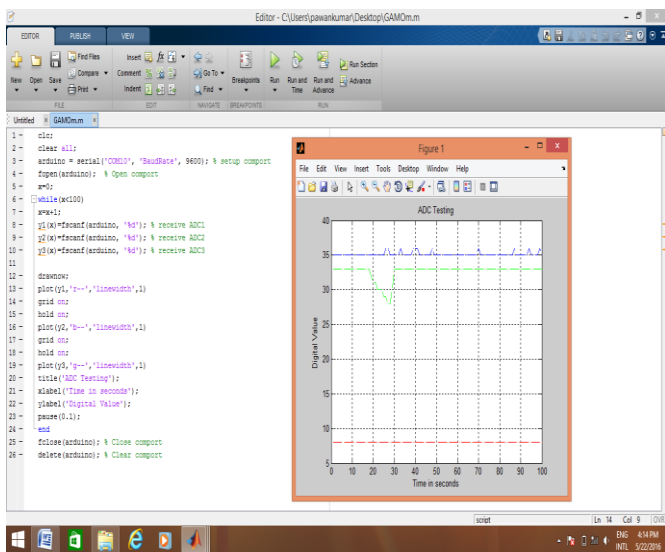 Editor - C:\Users\pawankumar\Desktop\GAMOm.m
EDITOR PUBLISH VIEW
New Open Save Find Files Compare Print Insert Comment Indent fx Go To Find Breakpoints Run Run and Time Run and Advance Run Section Advance
FILE EDIT NAVIGATE BREAKPOINTS RUN
Untitled GAMOm.m
1 - clc;
2 - clear all;
3 - arduino = serial('COM10', 'BaudRate', 9600); % setup comport
4 - fopen(arduino); % Open comport
5 - x=0;
6 - while(x<100)
7 - x=x+1;
8 - y1(x)=fscanf(arduino, '%d'); % receive ADC1
9 - y2(x)=fscanf(arduino, '%d'); % receive ADC2
10 - y3(x)=fscanf(arduino, '%d'); % receive ADC3
11
12 - drawnow;
13 - plot(y1,'r--','linewidth',1)
14 - grid on;
15 - hold on;
16 - plot(y2,'b--','linewidth',1)
17 - grid on;
18 - hold on;
19 - plot(y3,'g--','linewidth',1)
20 - title('ADC Testing');
21 - xlabel('Time in seconds');
22 - ylabel('Digital Value');
23 - pause(0.1);
24 - end
25 - fclose(arduino); % Close comport
26 - delete(arduino); % Clear comport
Figure 1
File Edit View Insert Tools Desktop Window Help
ADC Testing
40
35
30
25
20
15
10
5
Digital Value
0 10 20 30 40 50 60 70 80 90 100
Time in seconds
script Ln 14 Col 9 OVR
ENG 4:14 PM
INTL 5/22/2016